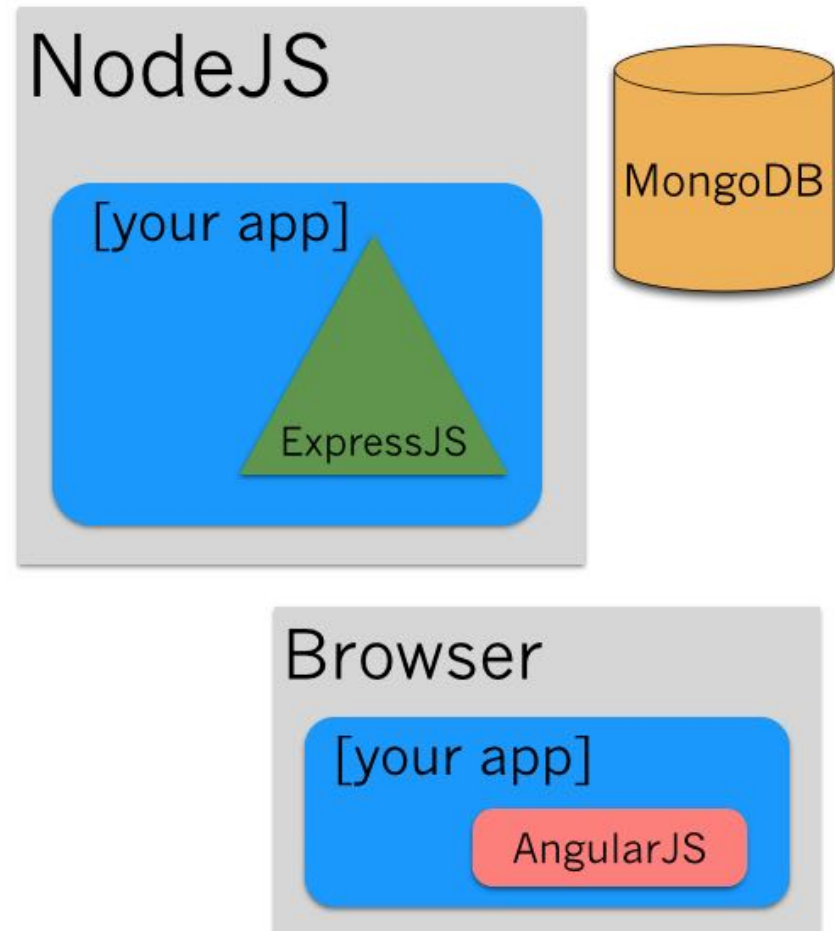 NodeJS
[your app]
ExpressJS
MongoDB
Browser
[your app]
AngularJS